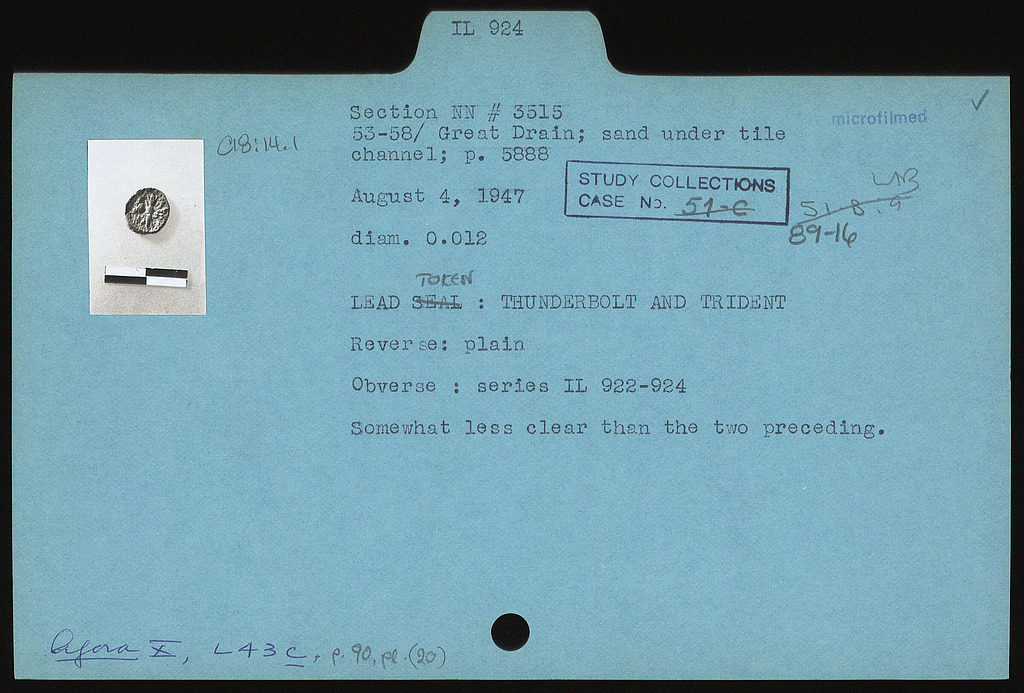 IL 924
Section NN # 3515
53-58/ Great Drain; sand under tile
channel; p. 5888
microfilmed
C18:14.1
August 4, 1947
STUDY COLLECTIONS
CASE No. 51-C
LAB
51.8.9
89-16
diam. 0.012
TOKEN
LEAD SEAL : THUNDERBOLT AND TRIDENT
Reverse: plain
Obverse : series IL 922-924
Somewhat less clear than the two preceding.
Agora X, L43c, p. 90, pl. (20)